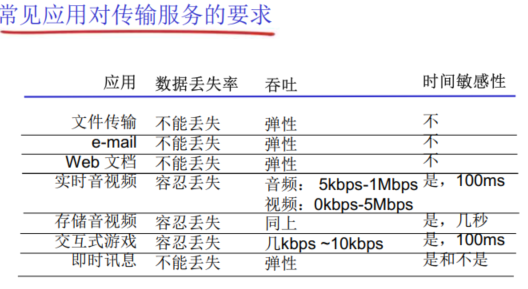 常见应用对传输服务的要求
应用 数据丢失率 吞吐 时间敏感性
文件传输 不能丢失 弹性 不
e-mail 不能丢失 弹性 不
Web 文档 不能丢失 弹性 不
实时音视频 容忍丢失 音频： 5kbps-1Mbps 是，100ms
视频：0kbps-5Mbps
存储音视频 容忍丢失 同上 是，几秒
交互式游戏 容忍丢失 几kbps ~10kbps 是，100ms
即时讯息 不能丢失 弹性 是和不是